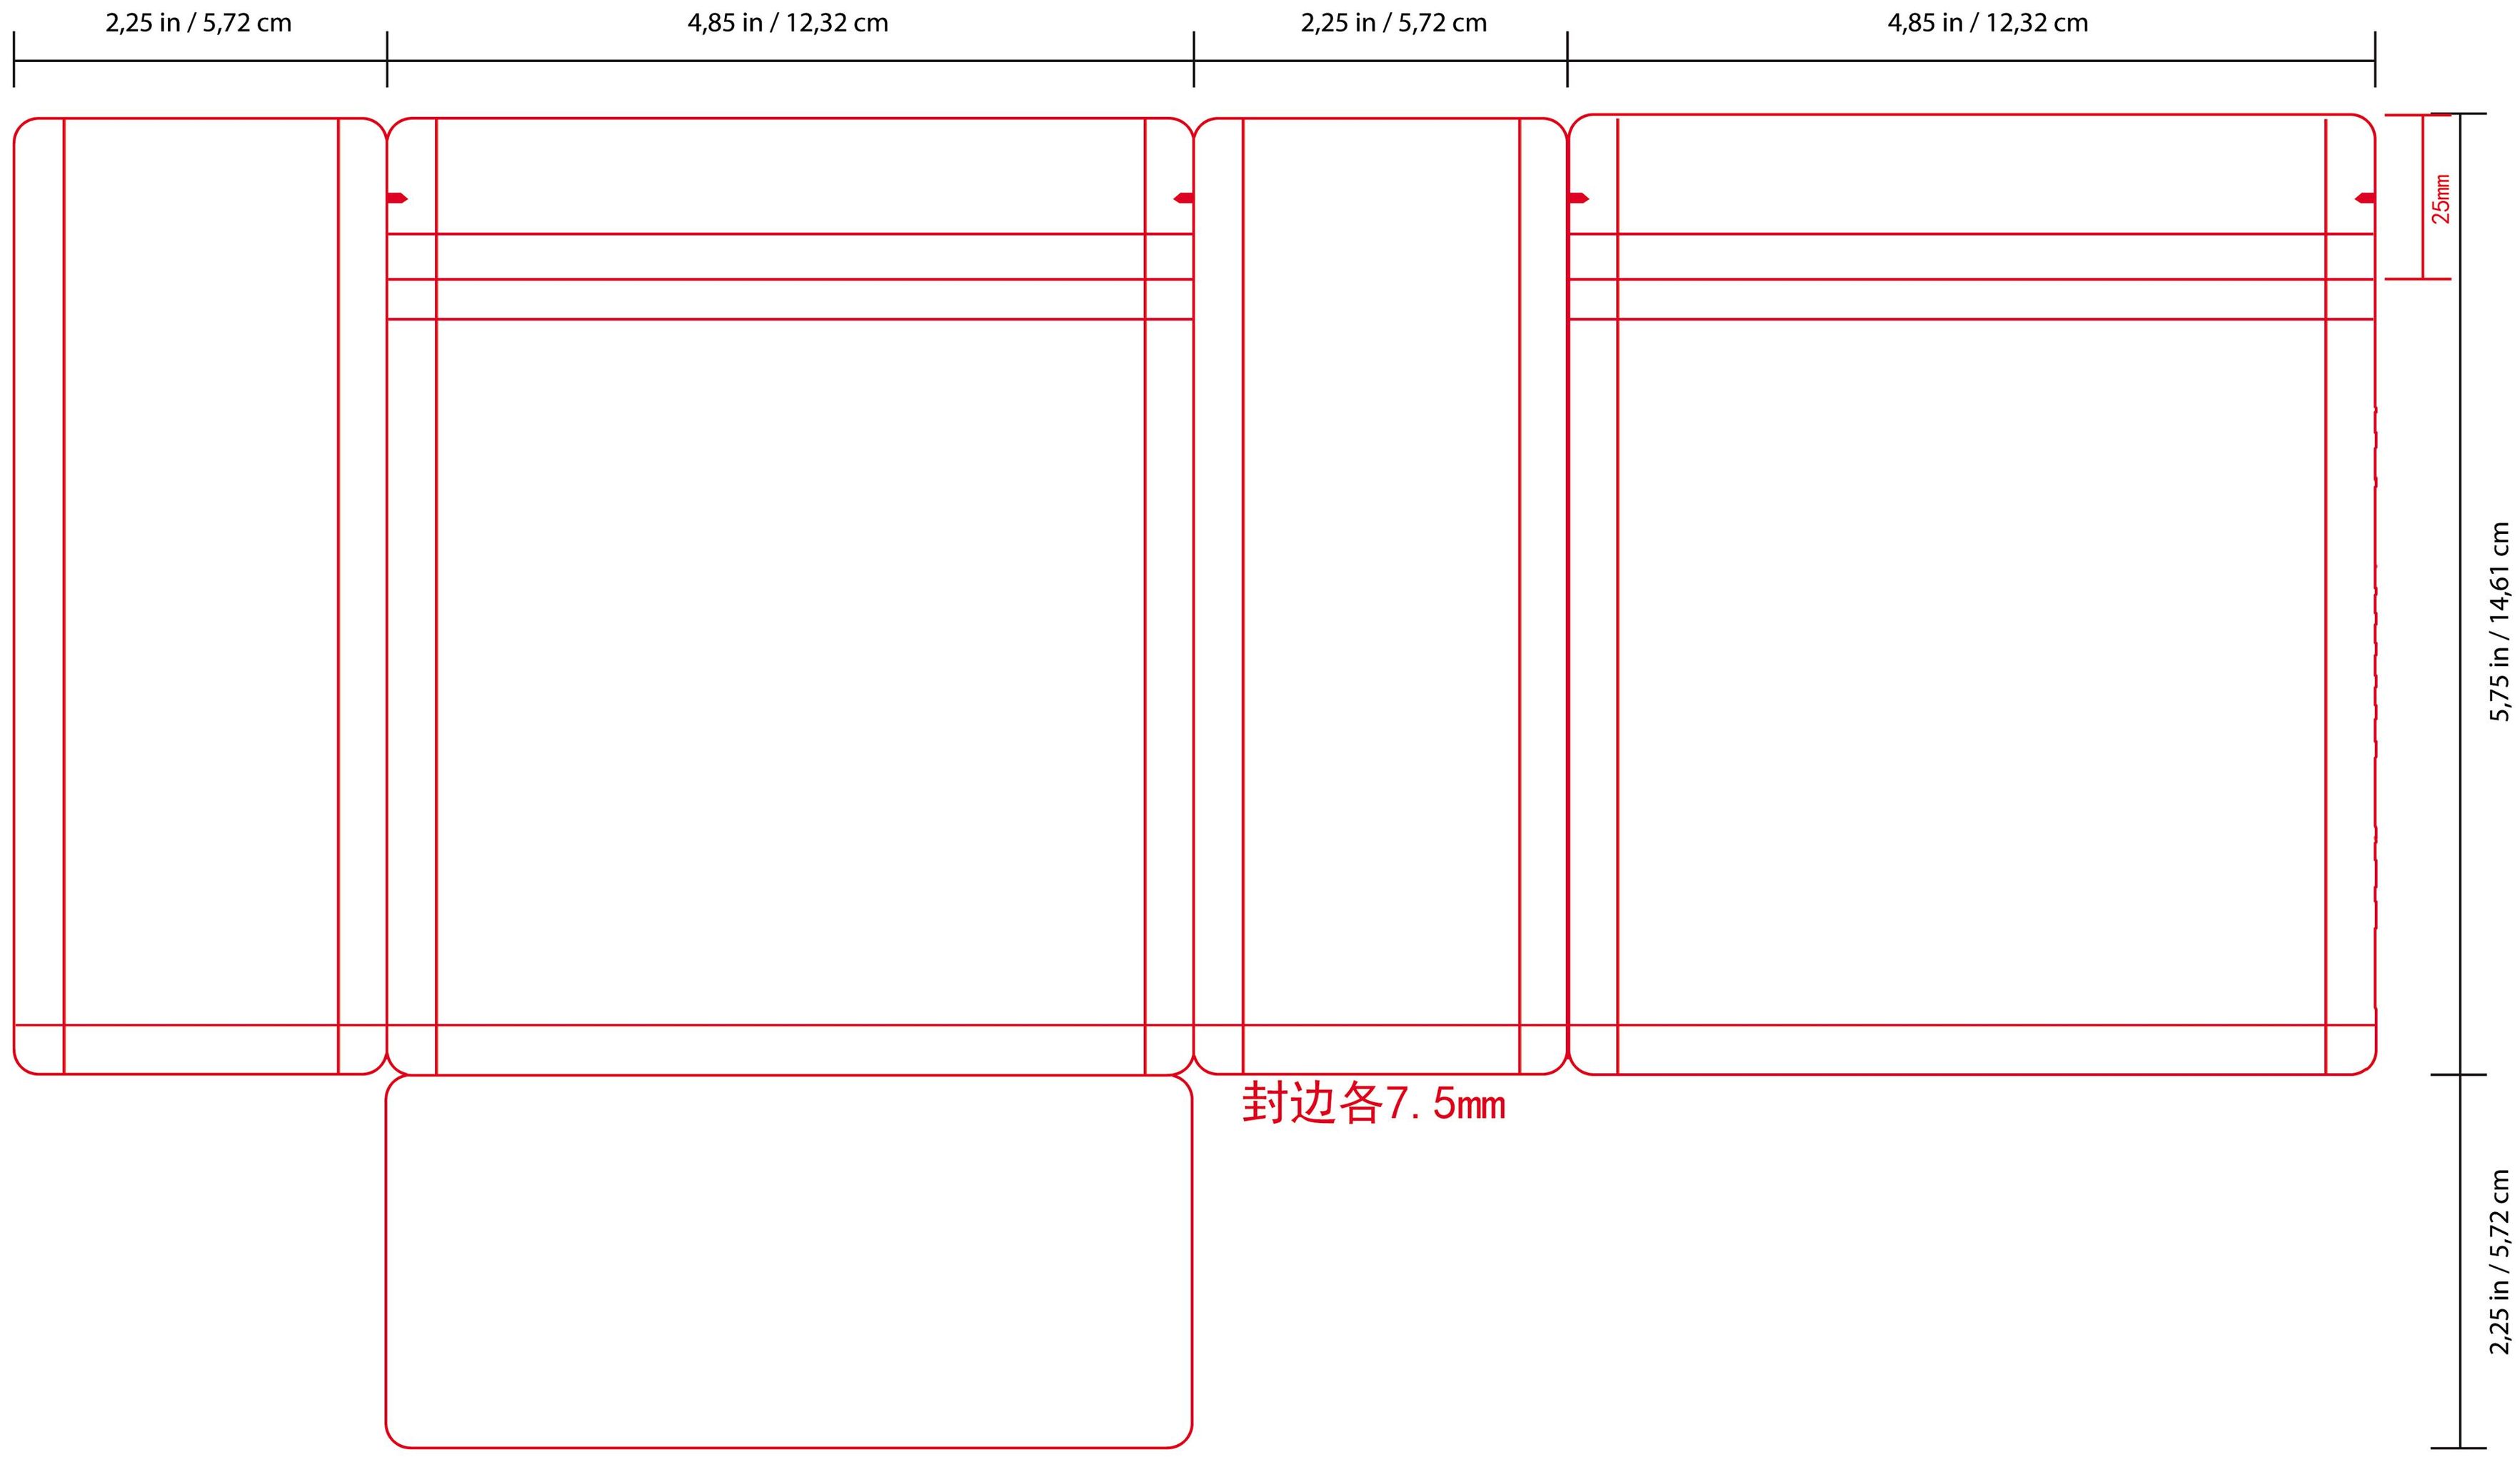 2,25 in / 5,72 cm
4,85 in / 12,32 cm
2,25 in / 5,72 cm
4,85 in / 12,32 cm
25mm
5,75 in / 14,61 cm
封边各7.5mm
2,25 in / 5,72 cm